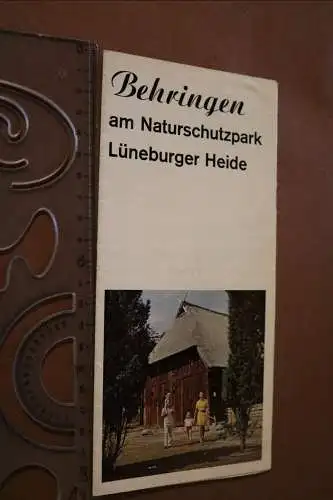 Behringen
am Naturschutzpark
Lüneburger Heide